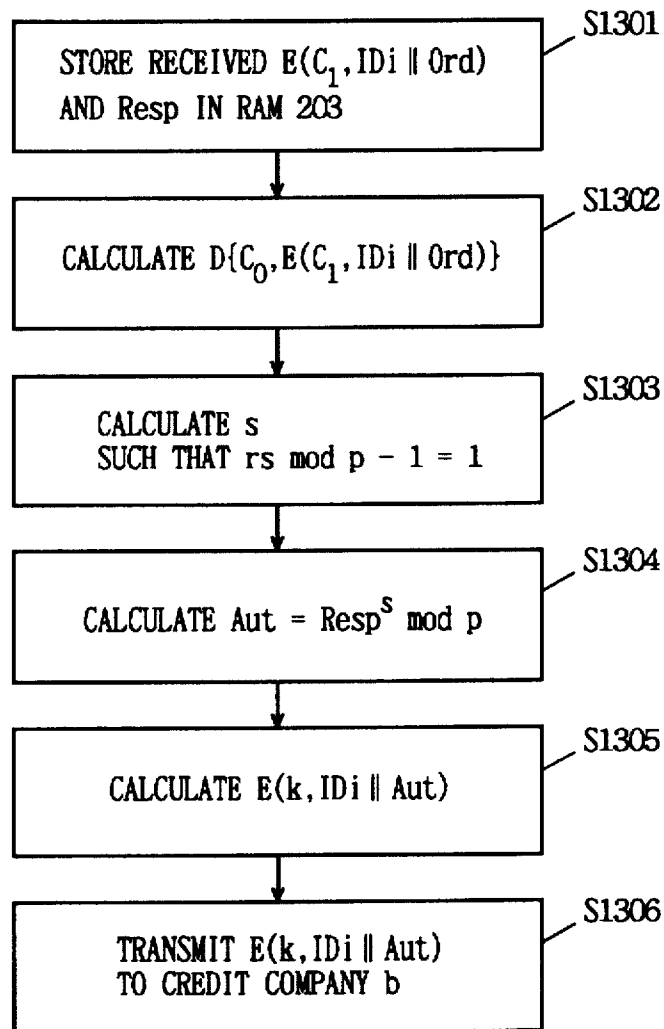 S1301
STORE RECEIVED E(C₁,IDi ‖ Ord)
AND Resp IN RAM 203
S1302
CALCULATE D{C₀,E(C₁,IDi ‖ Ord)}
S1303
CALCULATE s
SUCH THAT rs mod p − 1 = 1
S1304
CALCULATE Aut = Respˢ mod p
S1305
CALCULATE E(k,IDi ‖ Aut)
S1306
TRANSMIT E(k,IDi ‖ Aut)
TO CREDIT COMPANY b